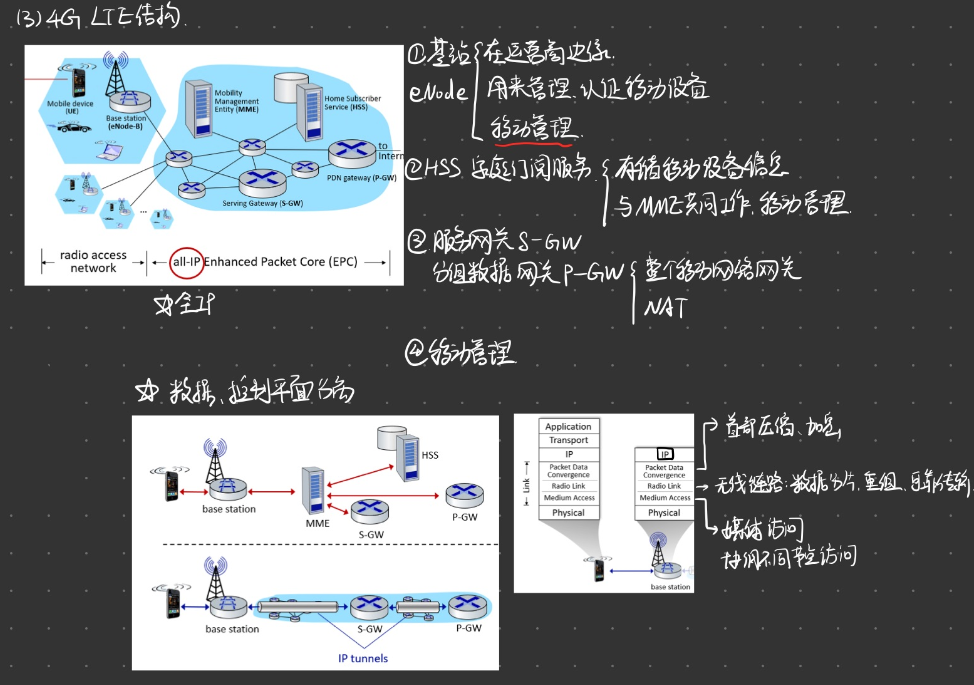 (3) 4G LTE结构.
Mobile device
(UE)
Base station
(eNode-B)
Mobility
Management
Entity (MME)
Home Subscriber
Service (HSS)
to
Intern
PDN gateway (P-GW)
Serving Gateway (S-GW)
...
radio access
network
all-IP Enhanced Packet Core (EPC)
☆全IP
①基站 在运营商边缘.
eNode 用来管理、认证移动设备
移动管理.
②HSS 家庭订阅服务. 存储移动设备信息
与MME共同工作, 移动管理.
③ 服务网关 S-GW
分组数据网关 P-GW 整个移动网络网关
NAT
④移动管理
☆ 数据、控制平面分离
base station
MME
HSS
S-GW
P-GW
base station
S-GW
P-GW
IP tunnels
Application
Transport
IP
Packet Data
Convergence
Radio Link
Medium Access
Physical
Link
IP
Packet Data
Convergence
Radio Link
Medium Access
Physical
base station
首部压缩、加密
无线链路:数据分片,重组,可靠传输
媒体访问
协调不同节点访问